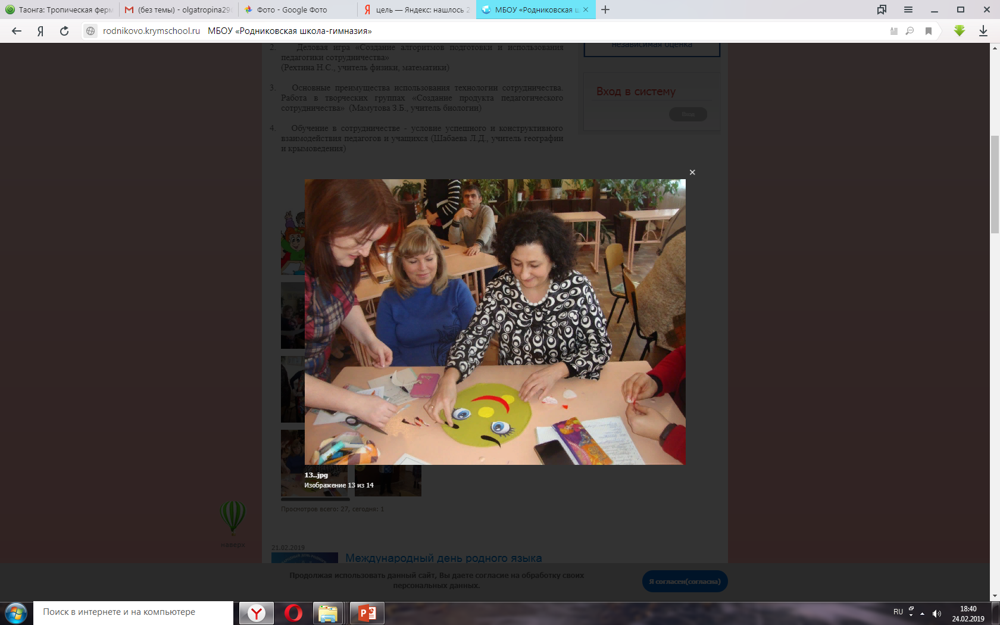 Таонга: Тропическая ферм
(без темы) - olgatropina29
Фото - Google Фото
цель — Яндекс: нашлось 2
МБОУ «Родниковская ш
rodnikovo.krymschool.ru МБОУ «Родниковская школа-гимназия»
2. Деловая игра «Создание алгоритмов подготовки и использования
педагогики сотрудничества»
(Рехтина Н.С., учитель физики, математики)
3. Основные преимущества использования технологии сотрудничества.
Работа в творческих группах «Создание продукта педагогического
сотрудничества» (Мамутова З.Б., учитель биологии)
4. Обучение в сотрудничестве - условие успешного и конструктивного
взаимодействия педагогов и учащихся (Шабаева Л.Д., учитель географии
и крымоведения)
независимая оценка
Вход в систему
Вход
13..jpg
Изображение 13 из 14
Просмотров всего: 27, сегодня: 1
наверх
21.02.2019
Международный день родного языка
Продолжая использовать данный сайт, Вы даете согласие на обработку своих
персональных данных.
Я согласен(согласна)
Поиск в интернете и на компьютере
RU
18:40
24.02.2019